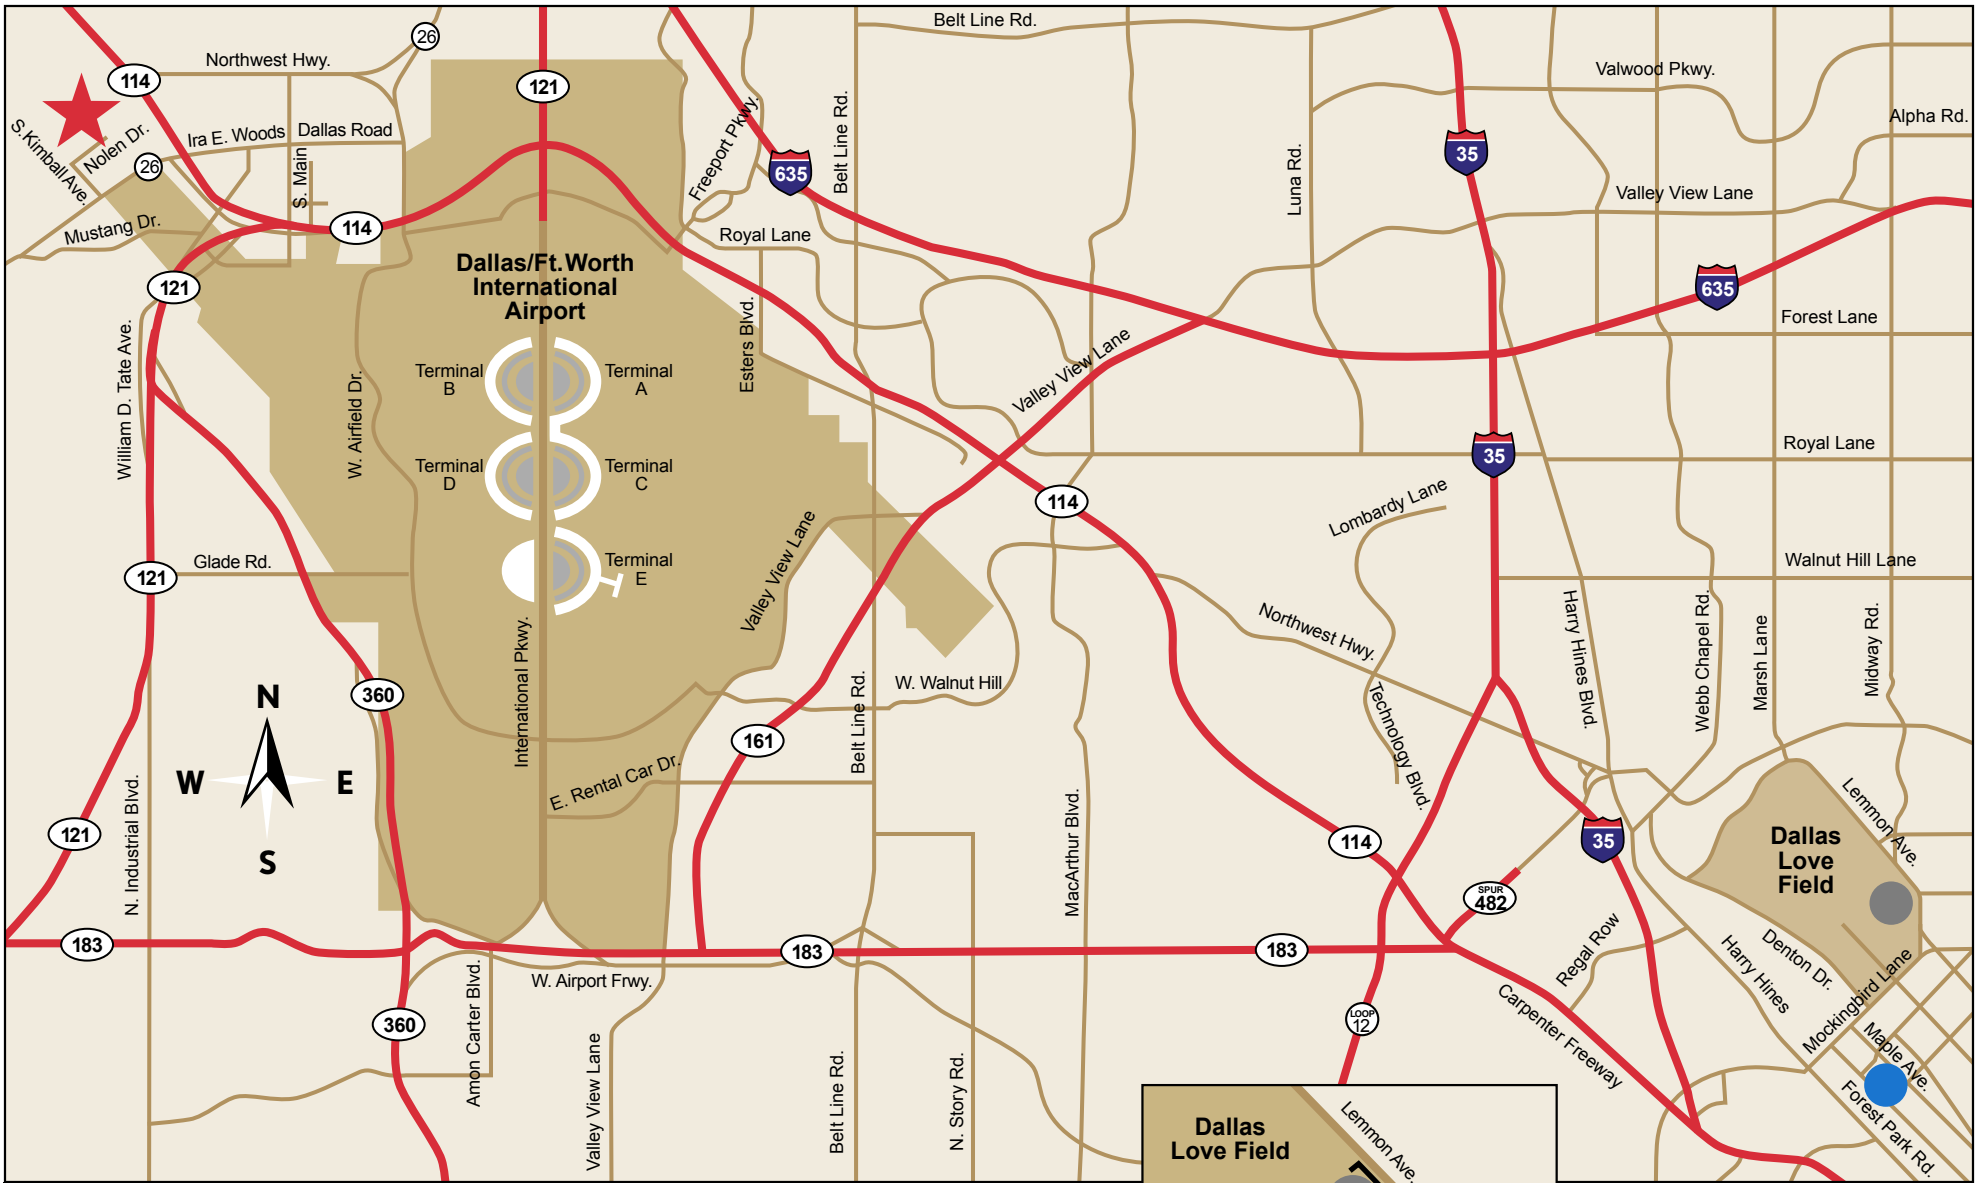 Belt Line Rd.
26
Northwest Hwy.
114
121
Valwood Pkwy.
Alpha Rd.
S. Kimball Ave.
Nolen Dr.
Ira E. Woods
Dallas Road
26
S. Main
Freeport Pkwy.
635
Belt Line Rd.
Luna Rd.
35
Valley View Lane
Mustang Dr.
114
Royal Lane
Dallas/Ft. Worth
International
Airport
121
635
Forest Lane
William D. Tate Ave.
W. Airfield Dr.
Terminal
B
Terminal
A
Esters Blvd.
Valley View Lane
Terminal
D
Terminal
C
35
Royal Lane
114
Lombardy Lane
Glade Rd.
121
Terminal
E
Valley View Lane
Walnut Hill Lane
Northwest Hwy.
Harry Hines Blvd.
Webb Chapel Rd.
Marsh Lane
Midway Rd.
International Pkwy.
360
W. Walnut Hill
N
W
E
S
161
Belt Line Rd.
Technology Blvd.
E. Rental Car Dr.
121
N. Industrial Blvd.
MacArthur Blvd.
114
35
Lemmon Ave.
Dallas
Love
Field
SPUR
482
183
183
183
Regal Row
Harry Hines
Denton Dr.
Mockingbird Lane
W. Airport Frwy.
Amon Carter Blvd.
360
LOOP
12
Carpenter Freeway
Maple Ave.
Forest Park Rd.
Valley View Lane
Belt Line Rd.
N. Story Rd.
Dallas
Love Field
Lemmon Ave.